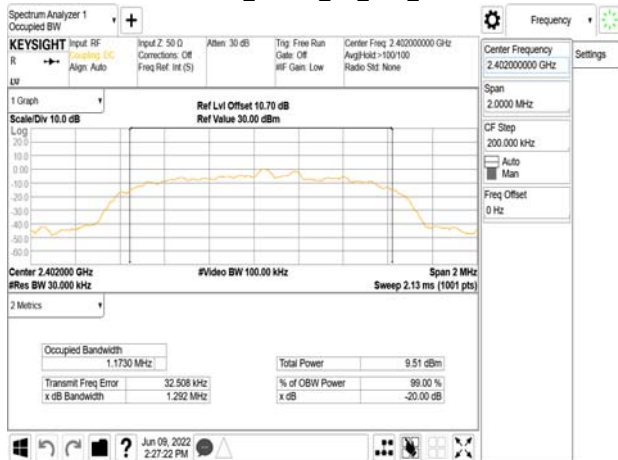 Spectrum Analyzer 1
Occupied BW
Frequency
KEYSIGHT
Input: RF
Coupling: DC
Align: Auto
R
LU
Input Z: 50 Ω
Corrections: Off
Freq Ref: Int (S)
Atten: 30 dB
Trig: Free Run
Gate: Off
#IF Gain: Low
Center Freq: 2.402000000 GHz
Avg|Hold:>100/100
Radio Std: None
Center Frequency
2.402000000 GHz
Settings
Span
2.0000 MHz
CF Step
200.000 kHz
Auto
Man
Freq Offset
0 Hz
1 Graph
Scale/Div 10.0 dB
Ref Lvl Offset 10.70 dB
Ref Value 30.00 dBm
Log
20.0
10.0
0.00
-10.0
-20.0
-30.0
-40.0
-50.0
-60.0
Center 2.402000 GHz
#Res BW 30.000 kHz
#Video BW 100.00 kHz
Span 2 MHz
Sweep 2.13 ms (1001 pts)
2 Metrics
Occupied Bandwidth
1.1730 MHz
Total Power 9.51 dBm
Transmit Freq Error 32.508 kHz
% of OBW Power 99.00 %
x dB Bandwidth 1.292 MHz
x dB -20.00 dB
?
Jun 09, 2022
2:27:22 PM